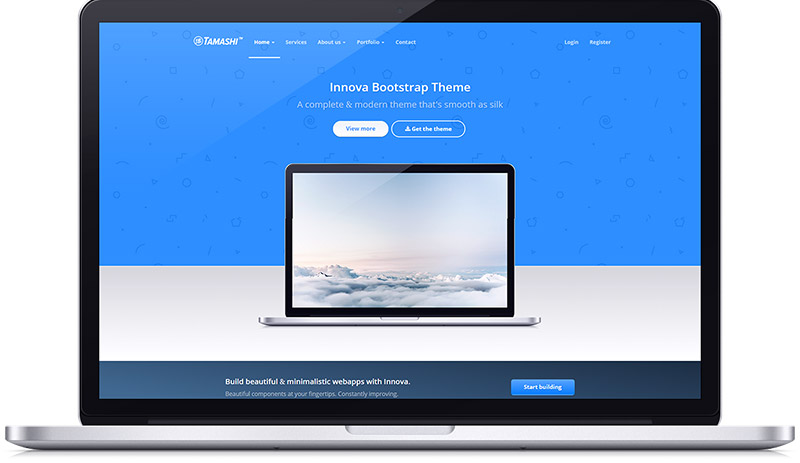 TAMASHI™ Home Services About us Portfolio Contact Login Register
Innova Bootstrap Theme
A complete & modern theme that's smooth as silk
View more Get the theme
Build beautiful & minimalistic webapps with Innova.
Start building
Beautiful components at your fingertips. Constantly improving.